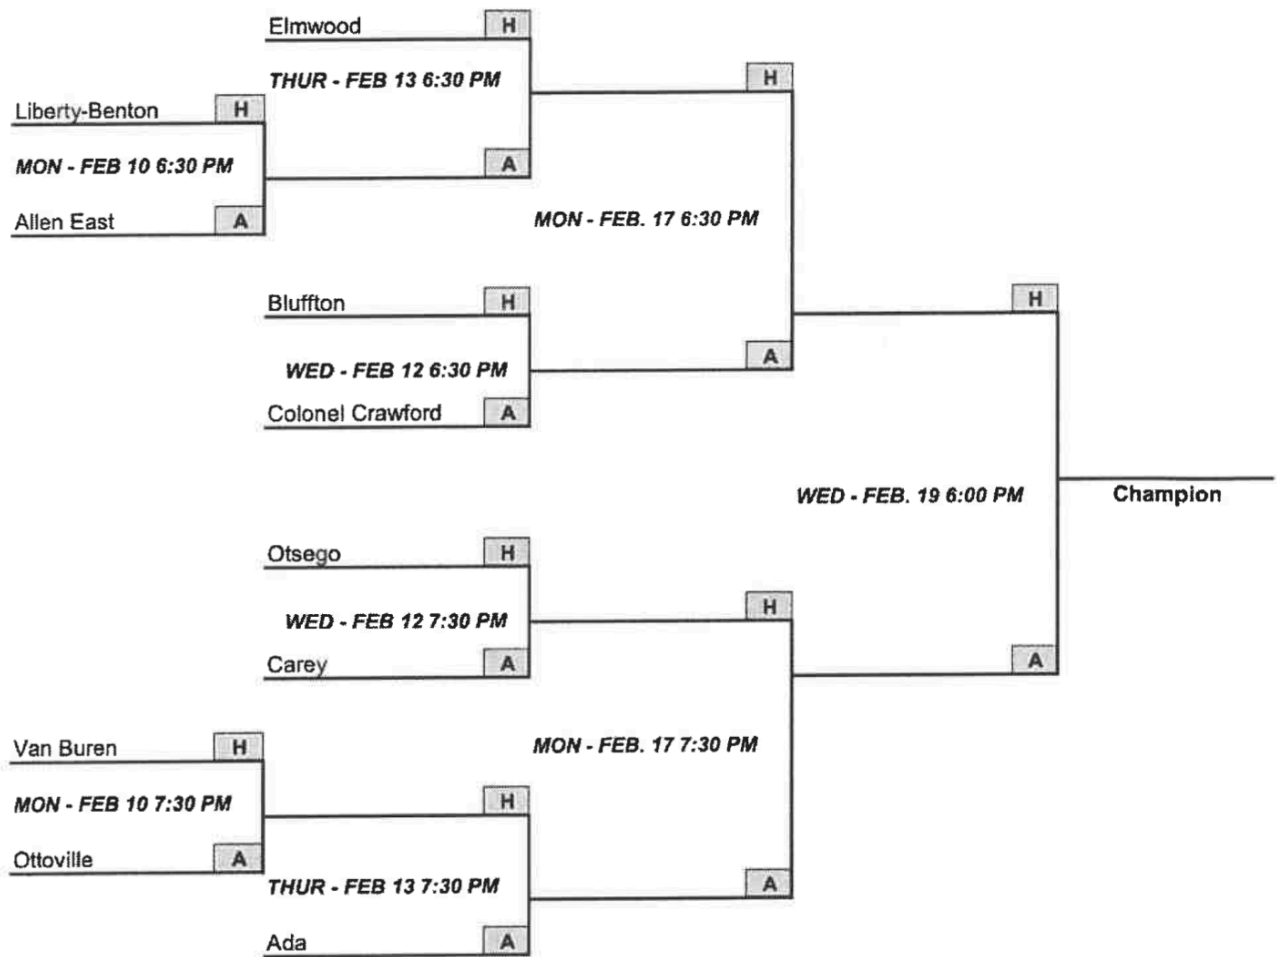 Elmwood H
THUR - FEB 13 6:30 PM
H
Liberty-Benton H
MON - FEB 10 6:30 PM
A
Allen East A
MON - FEB. 17 6:30 PM
Bluffton H
H
WED - FEB 12 6:30 PM
A
Colonel Crawford A
WED - FEB. 19 6:00 PM
Champion
Otsego H
WED - FEB 12 7:30 PM
H
Carey A
A
Van Buren H
MON - FEB. 17 7:30 PM
MON - FEB 10 7:30 PM
H
Ottoville A
THUR - FEB 13 7:30 PM
A
Ada A